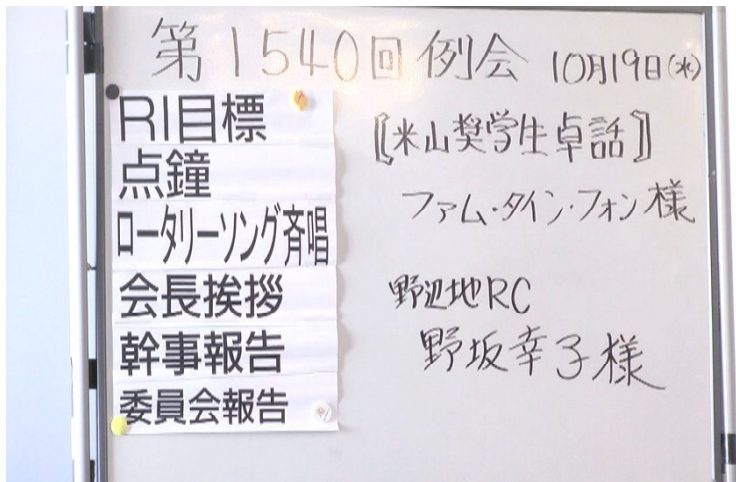 第1540回 例会 10月19日(水)
RI目標
点鐘
ロータリーソング斉唱
会長挨拶
幹事報告
委員会報告
〖米山奨学生卓話〗
ファム・タイン・フォン様
野辺地RC
野坂幸子様